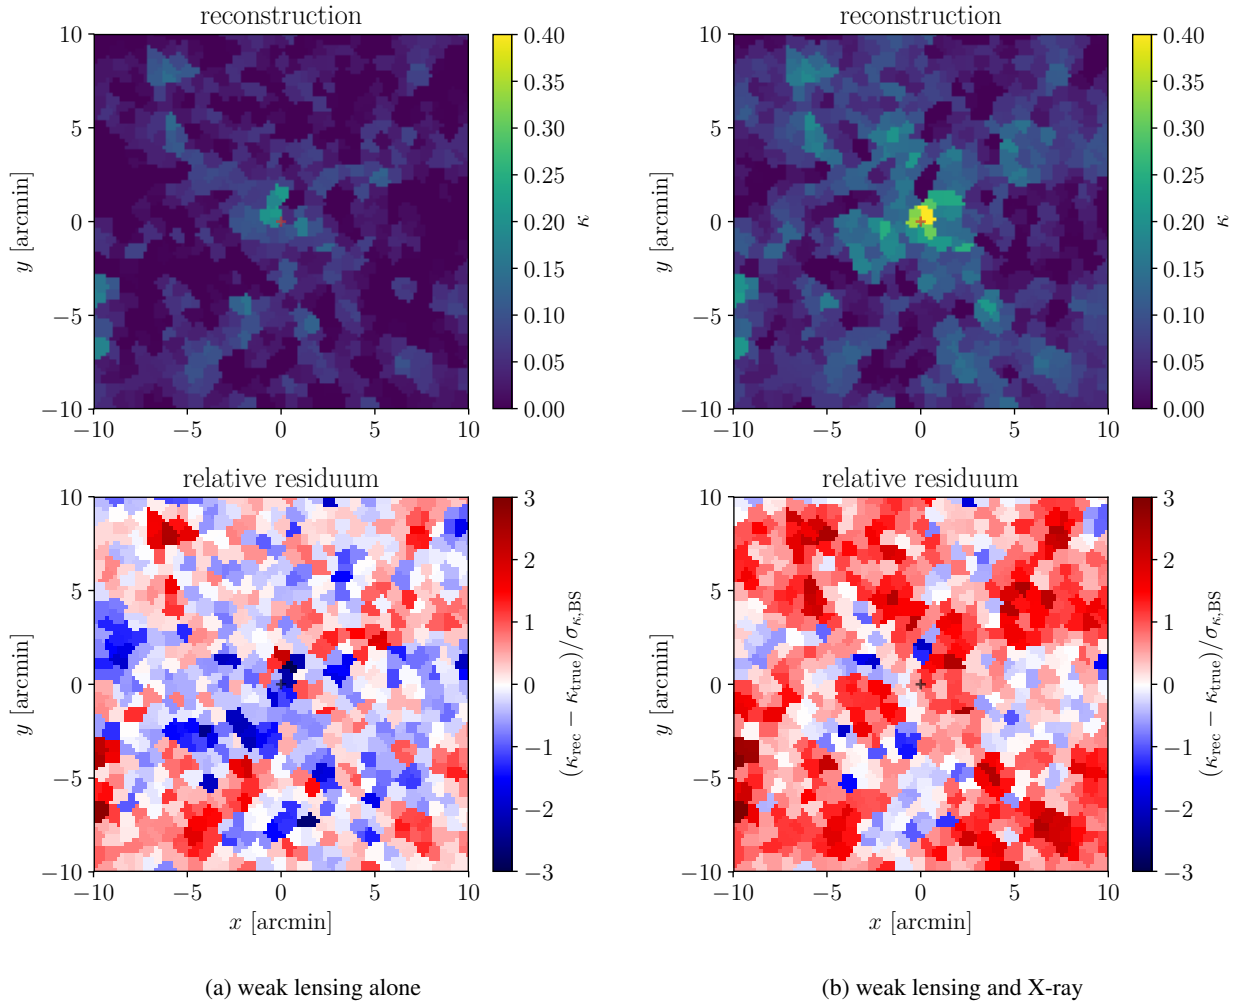 reconstruction
10
5
0
−5
−10
y [arcmin]
−10 −5 0 5 10
0.40
0.35
0.30
0.25
0.20
0.15
0.10
0.05
0.00
κ
reconstruction
10
5
0
−5
−10
y [arcmin]
−10 −5 0 5 10
0.40
0.35
0.30
0.25
0.20
0.15
0.10
0.05
0.00
κ
relative residuum
10
5
0
−5
−10
y [arcmin]
−10 −5 0 5 10
x [arcmin]
3
2
1
0
−1
−2
−3
(κrec − κtrue)/σκ,BS
relative residuum
10
5
0
−5
−10
y [arcmin]
−10 −5 0 5 10
x [arcmin]
3
2
1
0
−1
−2
−3
(κrec − κtrue)/σκ,BS
(a) weak lensing alone
(b) weak lensing and X-ray